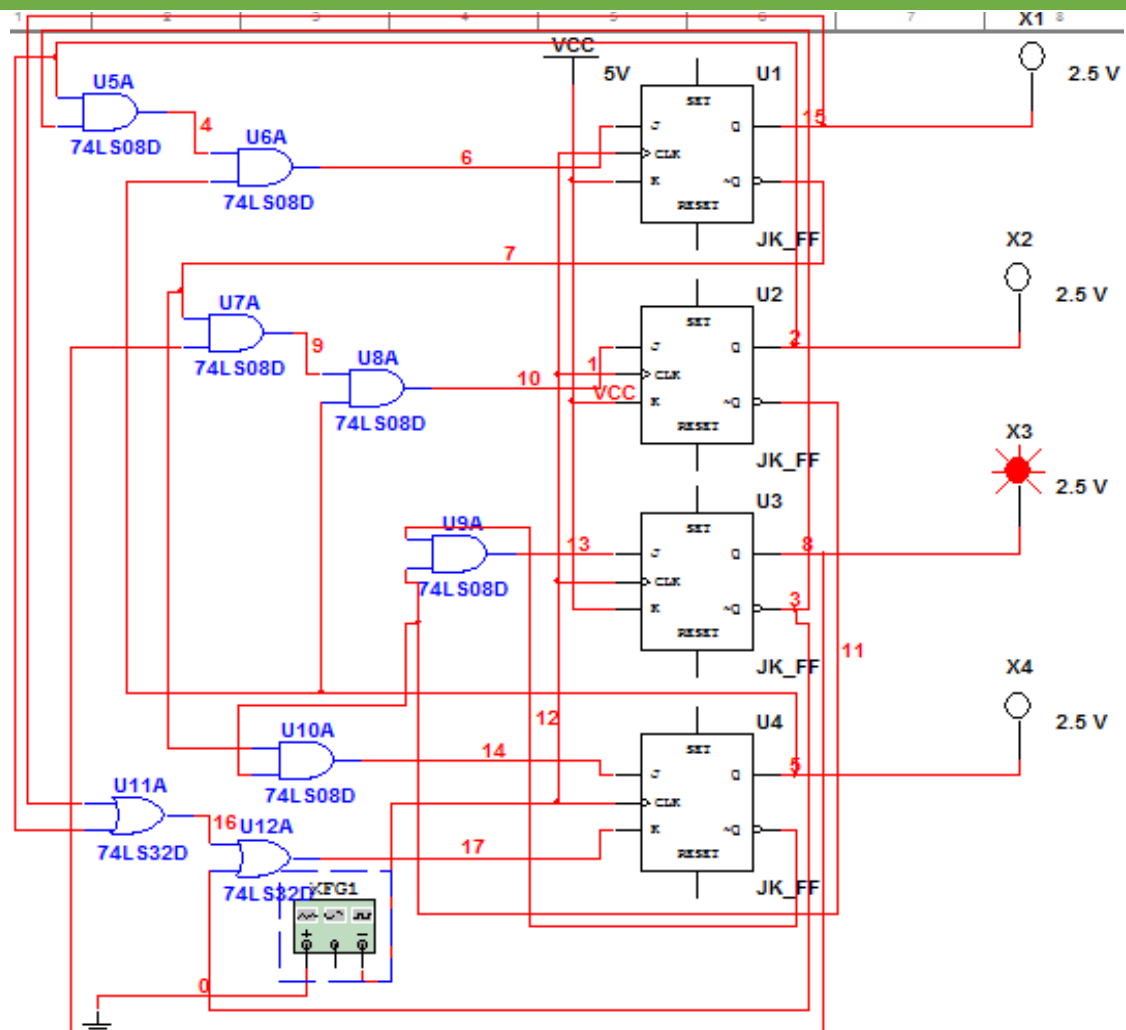 1 2 3 4 5 6 7 8
X1
VCC
5V
U1
2.5 V
U5A
SET
74LS08D
4
U6A
J
Q
15
CLK
6
K
~Q
74LS08D
RESET
JK_FF
7
X2
U2
2.5 V
U7A
SET
9
J
Q
2
74LS08D
U8A
1
CLK
10
VCC
K
~Q
74LS08D
RESET
X3
JK_FF
2.5 V
U3
U9A
SET
13
J
Q
8
74LS08D
CLK
3
K
~Q
RESET
11
JK_FF
X4
12
U4
2.5 V
U10A
SET
14
J
Q
5
U11A
74LS08D
CLK
16
U12A
K
~Q
17
74LS32D
RESET
74LS32D
XFG1
JK_FF
+
–
0